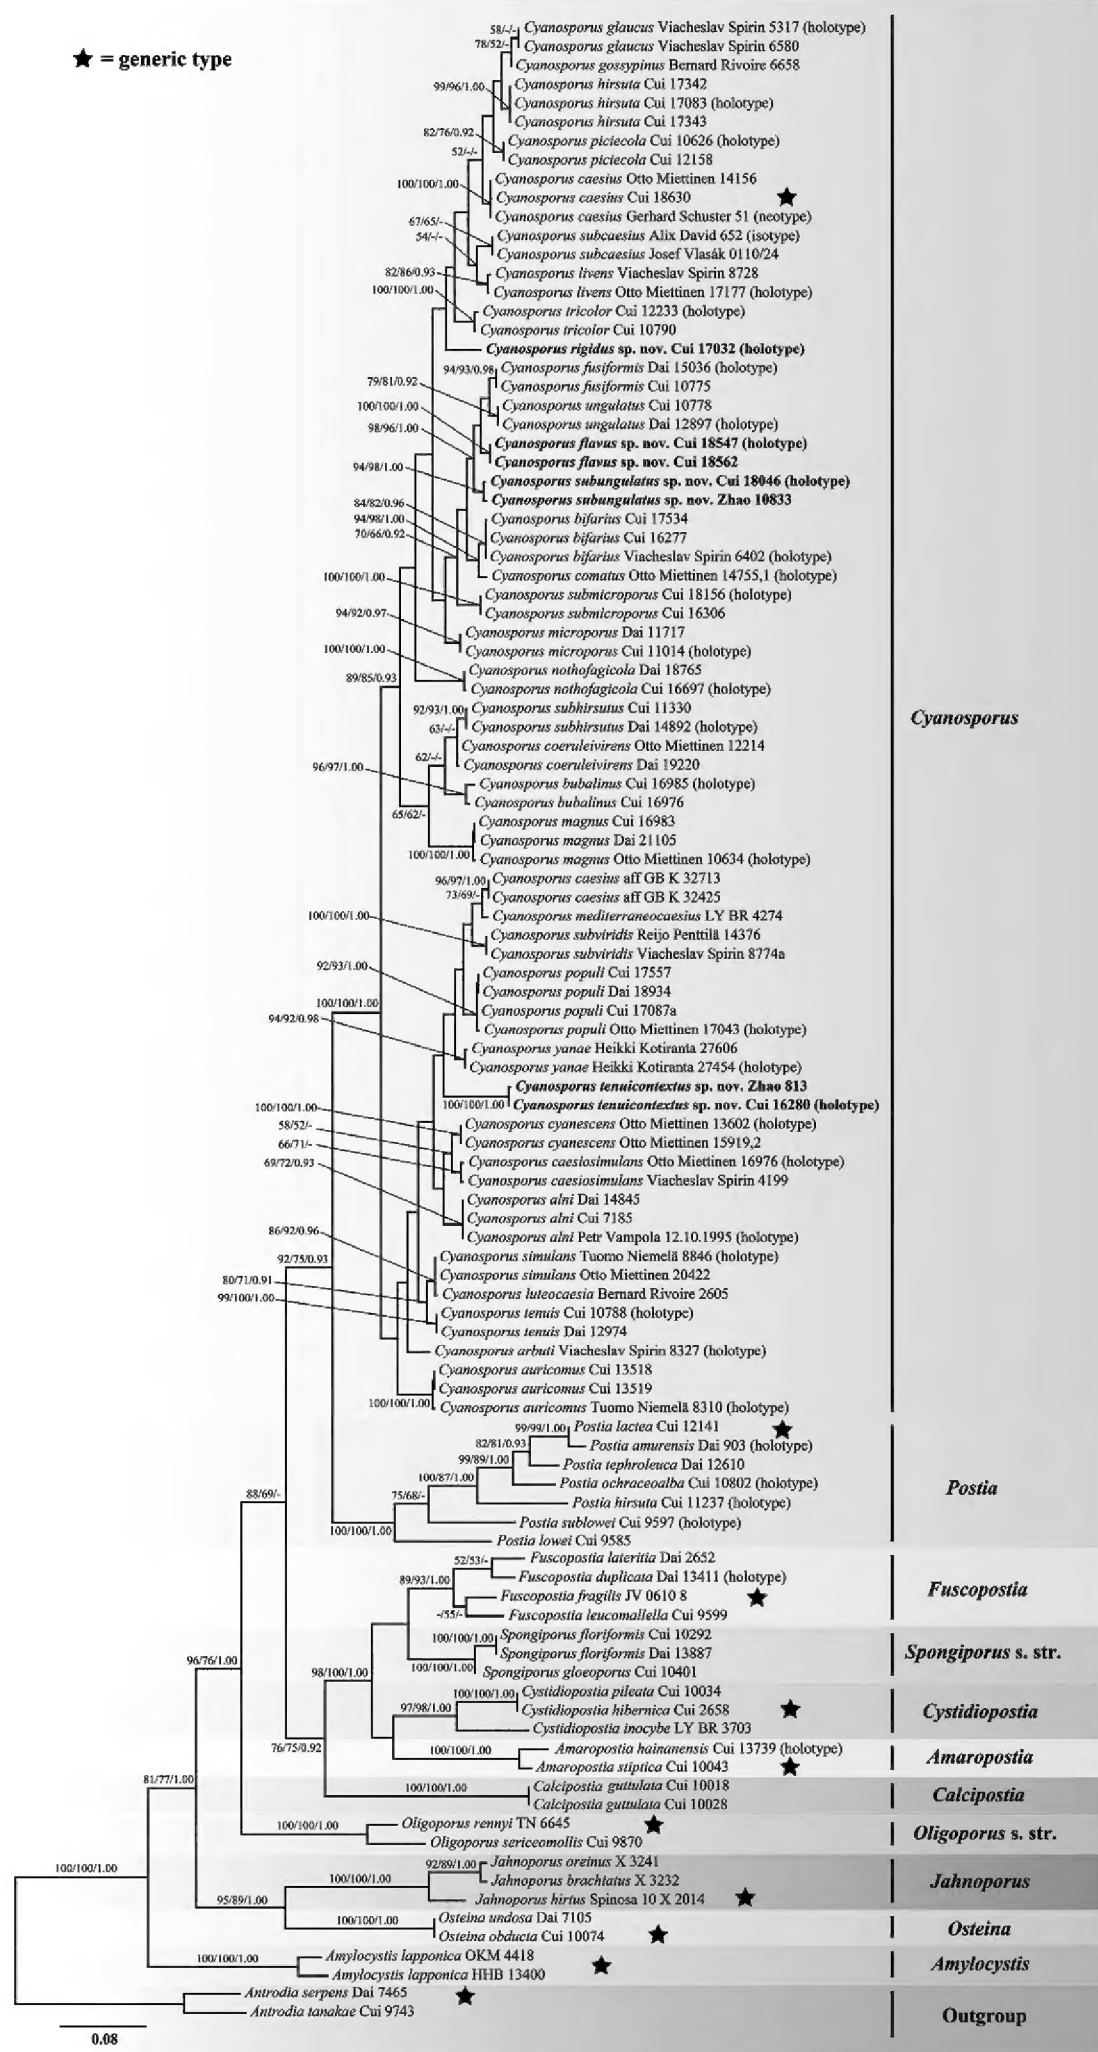 ★ = generic type
58/-/-
Cyanosporus glaucus Viacheslav Spirin 5317 (holotype)
78/52/-
Cyanosporus glaucus Viacheslav Spirin 6580
Cyanosporus gossypinus Bernard Rivoire 6658
99/96/1.00
Cyanosporus hirsuta Cui 17342
Cyanosporus hirsuta Cui 17083 (holotype)
Cyanosporus hirsuta Cui 17343
82/76/0.92
Cyanosporus piciecola Cui 10626 (holotype)
52/-/-
Cyanosporus piciecola Cui 12158
100/100/1.00
Cyanosporus caesius Otto Miettinen 14156
Cyanosporus caesius Cui 18630 ★
Cyanosporus caesius Gerhard Schuster 51 (neotype)
67/65/-
Cyanosporus subcaesius Alix David 652 (isotype)
54/-/-
Cyanosporus subcaesius Josef Vlasák 0110/24
82/86/0.93
Cyanosporus livens Viacheslav Spirin 8728
100/100/1.00
Cyanosporus livens Otto Miettinen 17177 (holotype)
Cyanosporus tricolor Cui 12233 (holotype)
Cyanosporus tricolor Cui 10790
Cyanosporus rigidus sp. nov. Cui 17032 (holotype)
94/93/0.98
Cyanosporus fusiformis Dai 15036 (holotype)
79/81/0.92
Cyanosporus fusiformis Cui 10775
100/100/1.00
Cyanosporus ungulatus Cui 10778
98/96/1.00
Cyanosporus ungulatus Dai 12897 (holotype)
Cyanosporus flavus sp. nov. Cui 18547 (holotype)
94/98/1.00
Cyanosporus flavus sp. nov. Cui 18562
Cyanosporus subungulatus sp. nov. Cui 18046 (holotype)
84/82/0.96
Cyanosporus subungulatus sp. nov. Zhao 10833
94/98/1.00
Cyanosporus bifarius Cui 17534
70/66/0.92
Cyanosporus bifarius Cui 16277
Cyanosporus bifarius Viacheslav Spirin 6402 (holotype)
100/100/1.00
Cyanosporus comatus Otto Miettinen 14755,1 (holotype)
Cyanosporus submicroporus Cui 18156 (holotype)
94/92/0.97
Cyanosporus submicroporus Cui 16306
Cyanosporus microporus Dai 11717
100/100/1.00
Cyanosporus microporus Cui 11014 (holotype)
89/85/0.93
Cyanosporus nothofagicola Dai 18765
Cyanosporus nothofagicola Cui 16697 (holotype)
92/93/1.00
Cyanosporus subhirsutus Cui 11330
63/-/-
Cyanosporus subhirsutus Dai 14892 (holotype)
Cyanosporus
Cyanosporus coeruleivirens Otto Miettinen 12214
62/-/-
Cyanosporus coeruleivirens Dai 19220
96/97/1.00
Cyanosporus bubalinus Cui 16985 (holotype)
Cyanosporus bubalinus Cui 16976
65/62/-
Cyanosporus magnus Cui 16983
Cyanosporus magnus Dai 21105
100/100/1.00
Cyanosporus magnus Otto Miettinen 10634 (holotype)
96/97/1.00
Cyanosporus caesius aff GB K 32713
73/69/-
Cyanosporus caesius aff GB K 32425
100/100/1.00
Cyanosporus mediterraneocaesius LY BR 4274
Cyanosporus subviridis Reijo Penttilä 14376
Cyanosporus subviridis Viacheslav Spirin 8774a
92/93/1.00
Cyanosporus populi Cui 17557
Cyanosporus populi Dai 18934
100/100/1.00
Cyanosporus populi Cui 17087a
94/92/0.98
Cyanosporus populi Otto Miettinen 17043 (holotype)
Cyanosporus yanae Heikki Kotiranta 27606
Cyanosporus yanae Heikki Kotiranta 27454 (holotype)
Cyanosporus tenuicontextus sp. nov. Zhao 813
100/100/1.00
Cyanosporus tenuicontextus sp. nov. Cui 16280 (holotype)
100/100/1.00
Cyanosporus cyanescens Otto Miettinen 13602 (holotype)
58/52/-
Cyanosporus cyanescens Otto Miettinen 15919,2
66/71/-
Cyanosporus caesiosimulans Otto Miettinen 16976 (holotype)
69/72/0.93
Cyanosporus caesiosimulans Viacheslav Spirin 4199
Cyanosporus alni Dai 14845
Cyanosporus alni Cui 7185
86/92/0.96
Cyanosporus alni Petr Vampola 12.10.1995 (holotype)
92/75/0.93
Cyanosporus simulans Tuomo Niemelä 8846 (holotype)
80/71/0.91
Cyanosporus simulans Otto Miettinen 20422
99/100/1.00
Cyanosporus luteocaesia Bernard Rivoire 2605
Cyanosporus tenuis Cui 10788 (holotype)
Cyanosporus tenuis Dai 12974
Cyanosporus arbuti Viacheslav Spirin 8327 (holotype)
Cyanosporus auricomus Cui 13518
Cyanosporus auricomus Cui 13519
100/100/1.00
Cyanosporus auricomus Tuomo Niemelä 8310 (holotype)
99/99/1.00
Postia lactea Cui 12141 ★
82/81/0.93
Postia amurensis Dai 903 (holotype)
99/89/1.00
Postia tephroleuca Dai 12610
100/87/1.00
Postia ochraceoalba Cui 10802 (holotype)
Postia
75/68/-
Postia hirsuta Cui 11237 (holotype)
88/69/-
Postia sublowei Cui 9597 (holotype)
100/100/1.00
Postia lowei Cui 9585
52/53/-
Fuscopostia lateritia Dai 2652
89/93/1.00
Fuscopostia duplicata Dai 13411 (holotype)
Fuscopostia
Fuscopostia fragilis JV 0610 8 ★
-/55/-
Fuscopostia leucomallella Cui 9599
100/100/1.00
Spongiporus floriformis Cui 10292
Spongiporus floriformis Dai 13887
Spongiporus s. str.
96/76/1.00
100/100/1.00
Spongiporus gloeoporus Cui 10401
98/100/1.00
100/100/1.00
Cystidiopostia pileata Cui 10034
97/98/1.00
Cystidiopostia hibernica Cui 2658 ★
Cystidiopostia
Cystidiopostia inocybe LY BR 3703
76/75/0.92
100/100/1.00
Amaropostia hainanensis Cui 13739 (holotype)
Amaropostia
Amaropostia stiptica Cui 10043 ★
81/77/1.00
100/100/1.00
Calcipostia guttulata Cui 10018
Calcipostia
Calcipostia guttulata Cui 10028
100/100/1.00
Oligoporus rennyi TN 6645 ★
Oligoporus s. str.
Oligoporus sericeomollis Cui 9870
92/89/1.00
Jahnoporus oreinus X 3241
100/100/1.00
100/100/1.00
Jahnoporus brachiatus X 3232
Jahnoporus
95/89/1.00
Jahnoporus hirtus Spinosa 10 X 2014 ★
100/100/1.00
Osteina undosa Dai 7105
Osteina
Osteina obducta Cui 10074 ★
100/100/1.00
Amylocystis lapponica OKM 4418 ★
Amylocystis
Amylocystis lapponica HHB 13400
Antrodia serpens Dai 7465 ★
Antrodia tanakae Cui 9743
Outgroup
0.08